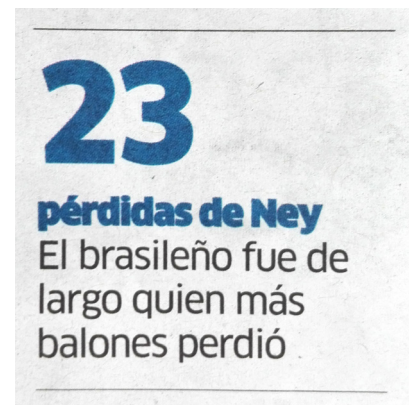 23
pérdidas de Ney
El brasileño fue de
largo quien más
balones perdió